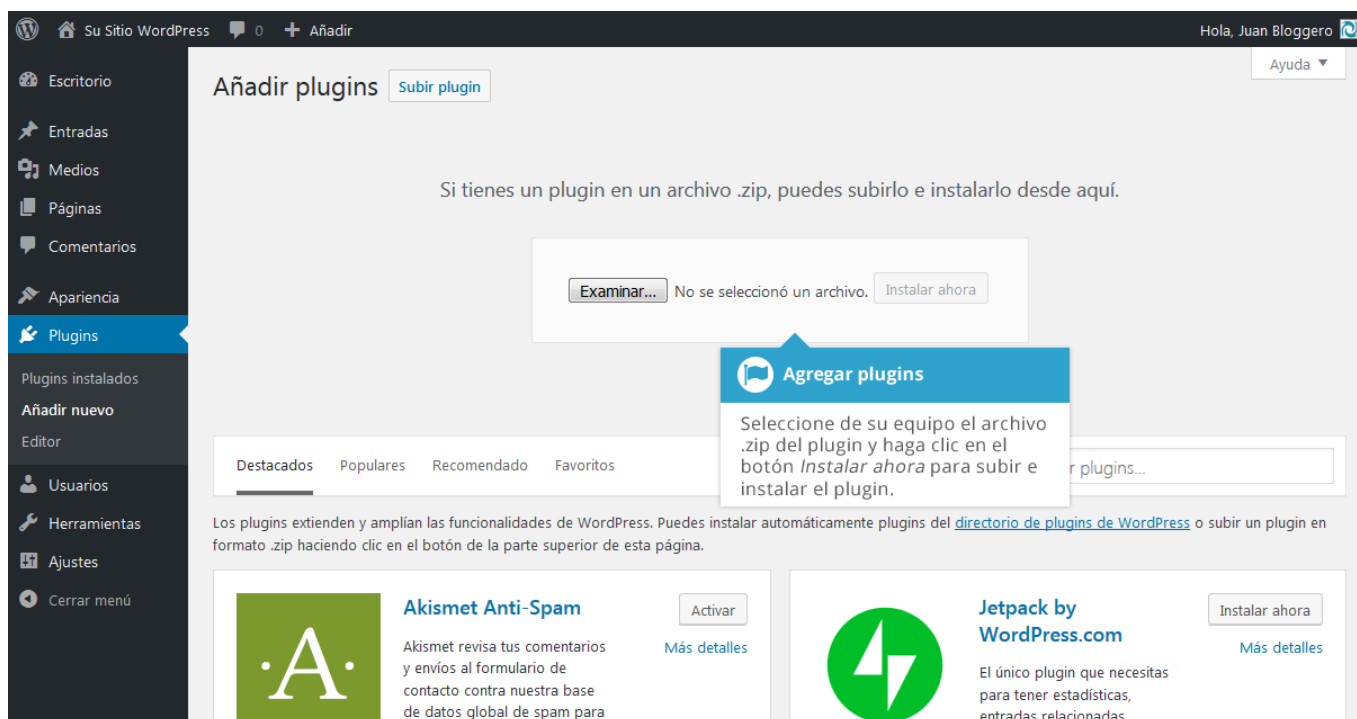 Su Sitio WordPress 0 Añadir Hola, Juan Bloggero
Ayuda
Escritorio
Entradas
Medios
Páginas
Comentarios
Apariencia
Plugins
Plugins instalados
Añadir nuevo
Editor
Usuarios
Herramientas
Ajustes
Cerrar menú
Añadir plugins Subir plugin
Si tienes un plugin en un archivo .zip, puedes subirlo e instalarlo desde aquí.
Examinar... No se seleccionó un archivo. Instalar ahora
Agregar plugins
Seleccione de su equipo el archivo
.zip del plugin y haga clic en el
botón Instalar ahora para subir e
instalar el plugin.
Destacados Populares Recomendado Favoritos
plugins...
Los plugins extienden y amplían las funcionalidades de WordPress. Puedes instalar automáticamente plugins del directorio de plugins de WordPress o subir un plugin en
formato .zip haciendo clic en el botón de la parte superior de esta página.
·A·
Akismet Anti-Spam
Activar
Más detalles
Akismet revisa tus comentarios
y envíos al formulario de
contacto contra nuestra base
de datos global de spam para
Jetpack by
WordPress.com
Instalar ahora
Más detalles
El único plugin que necesitas
para tener estadísticas,
entradas relacionadas,